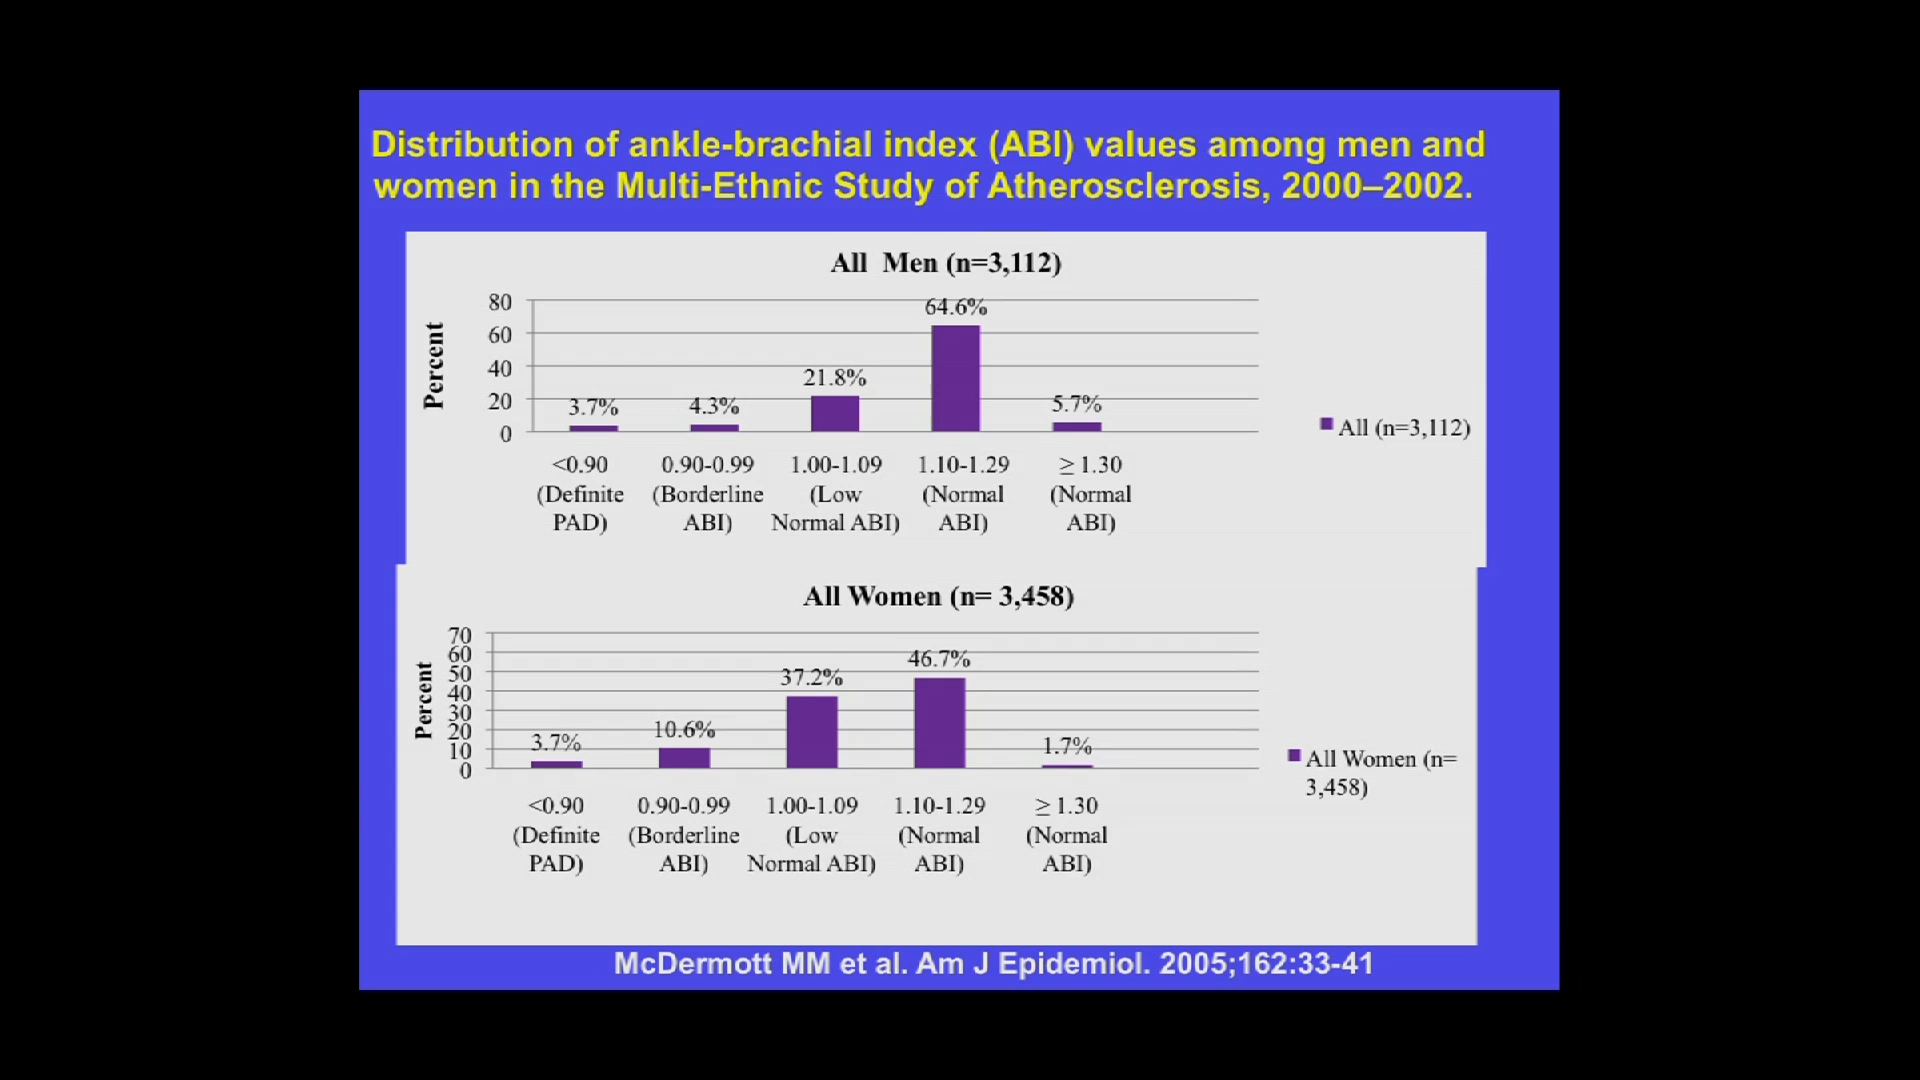 Distribution of ankle-brachial index (ABI) values among men and
women in the Multi-Ethnic Study of Atherosclerosis, 2000–2002.
All Men (n=3,112)
Percent
80
60
40
20
0
3.7%
4.3%
21.8%
64.6%
5.7%
<0.90
(Definite
PAD)
0.90-0.99
(Borderline
ABI)
1.00-1.09
(Low
Normal ABI)
1.10-1.29
(Normal
ABI)
≥ 1.30
(Normal
ABI)
All (n=3,112)
All Women (n= 3,458)
Percent
70
60
50
40
30
20
10
0
3.7%
10.6%
37.2%
46.7%
1.7%
<0.90
(Definite
PAD)
0.90-0.99
(Borderline
ABI)
1.00-1.09
(Low
Normal ABI)
1.10-1.29
(Normal
ABI)
≥ 1.30
(Normal
ABI)
All Women (n=
3,458)
McDermott MM et al. Am J Epidemiol. 2005;162:33-41